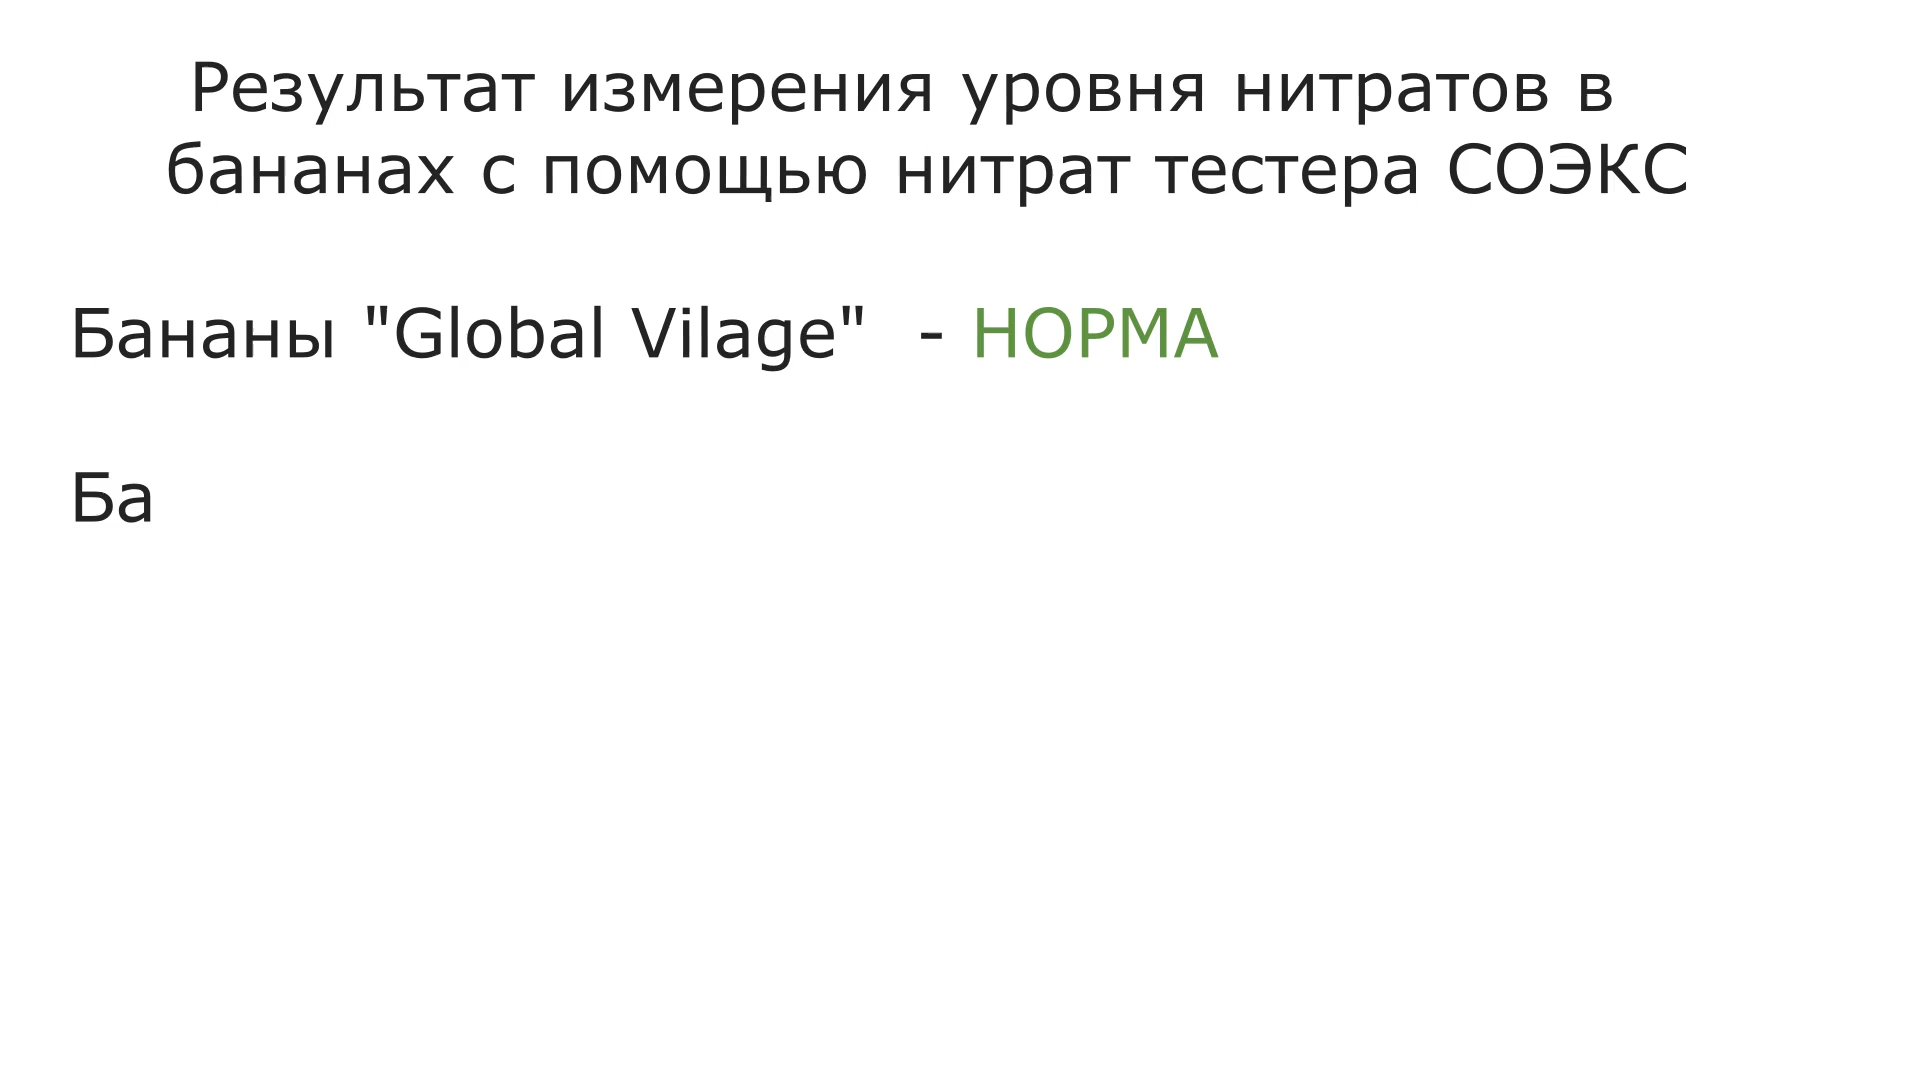 Результат измерения уровня нитратов в
бананах с помощью нитрат тестера СОЭКС
Бананы "Global Vilage"  - НОРМА
Ба